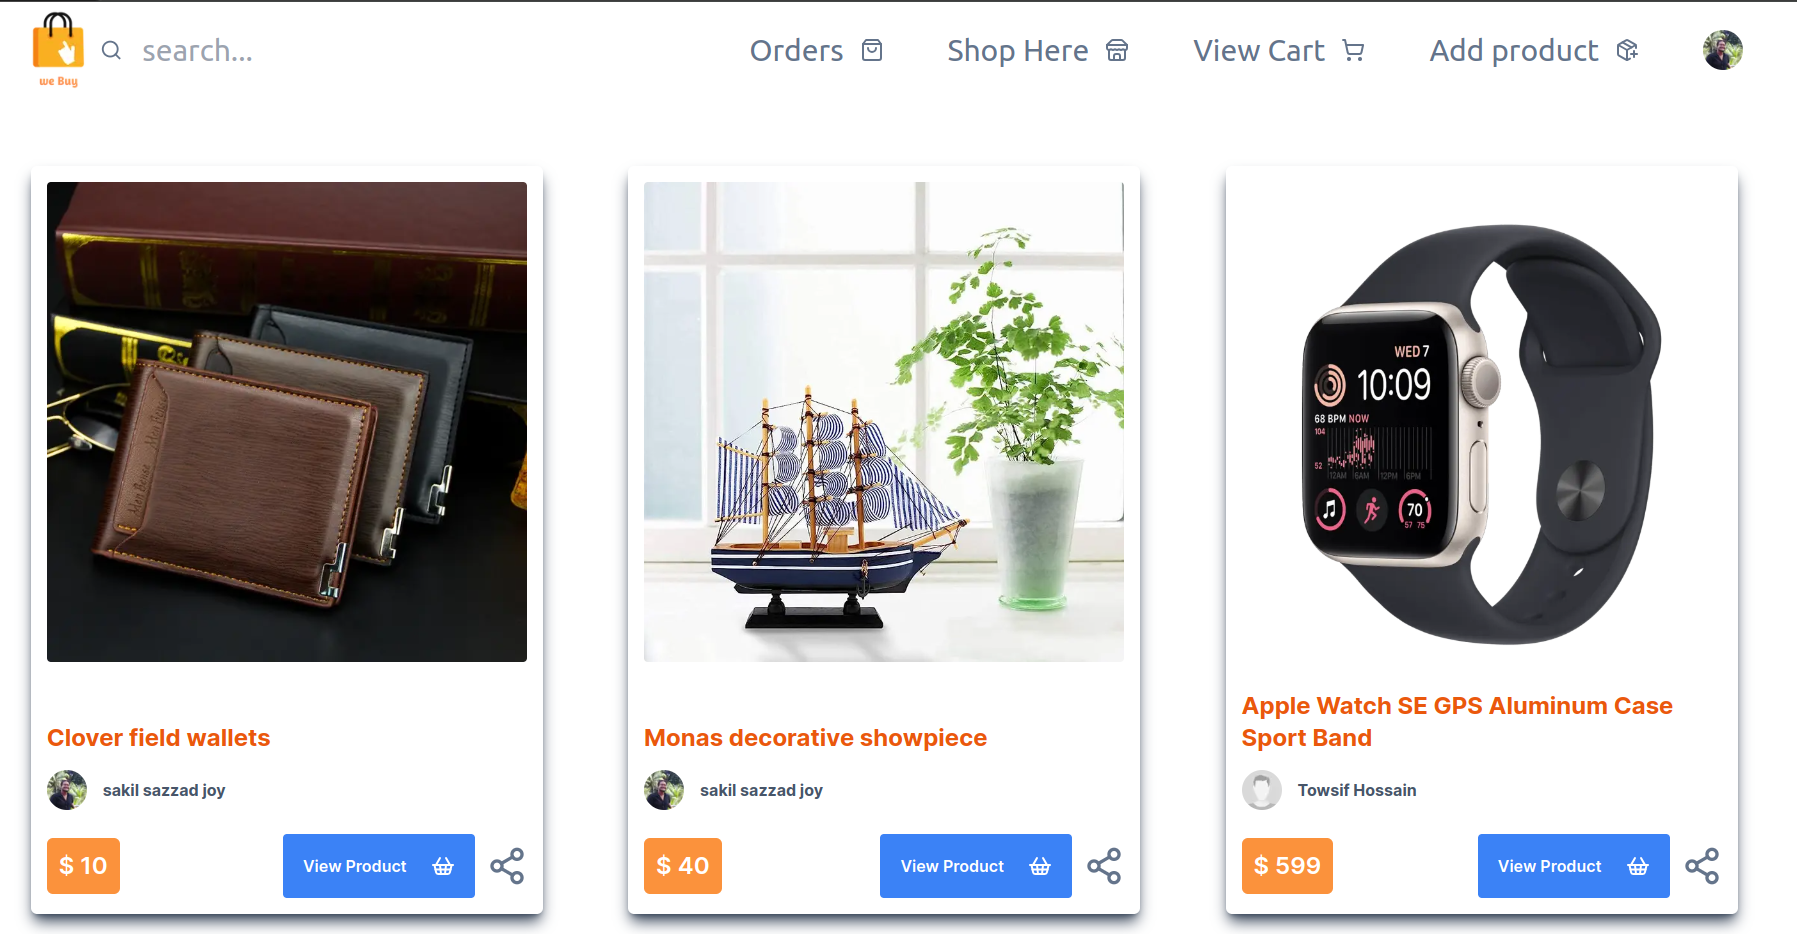 we Buy
search...
Orders
Shop Here
View Cart
Add product
WED 7
10:09
68 BPM NOW
104
52
12AM 6AM 12PM 6PM
70
57 75
Clover field wallets
sakil sazzad joy
$ 10
View Product
Monas decorative showpiece
sakil sazzad joy
$ 40
View Product
Apple Watch SE GPS Aluminum Case
Sport Band
Towsif Hossain
$ 599
View Product